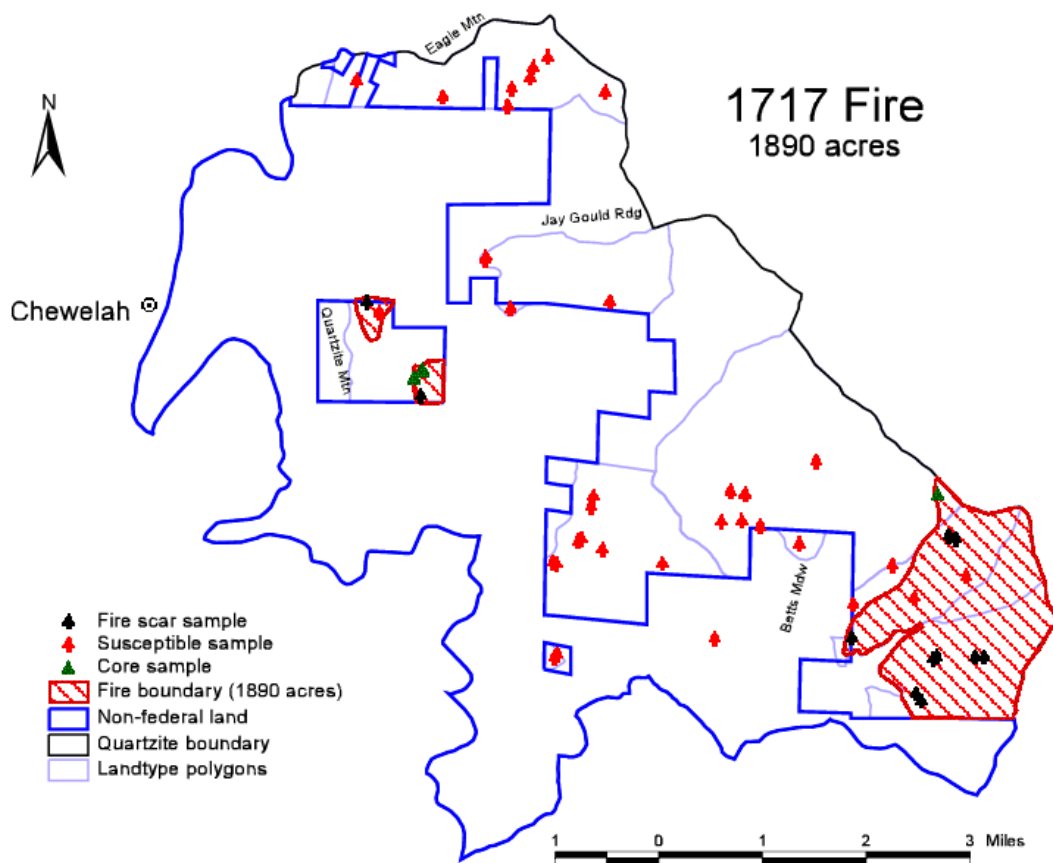 Eagle Mtn
N
1717 Fire
1890 acres
Jay Gould Rdg
Chewelah
Quartzite Mtn
Betts Mdw
Fire scar sample
Susceptible sample
Core sample
Fire boundary (1890 acres)
Non-federal land
Quartzite boundary
Landtype polygons
1 0 1 2 3 Miles